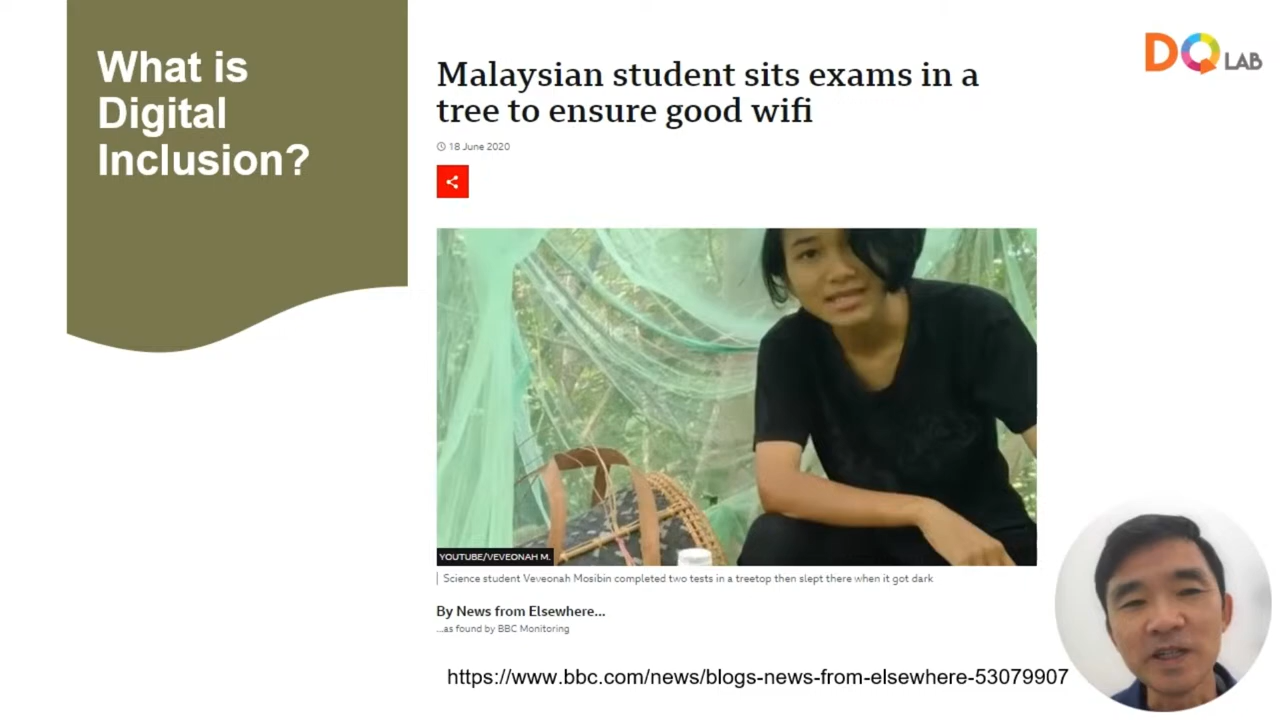 What is
Digital
Inclusion?
DQ LAB
Malaysian student sits exams in a
tree to ensure good wifi
18 June 2020
YOUTUBE/VEVEONAH M.
Science student Veveonah Mosibin completed two tests in a treetop then slept there when it got dark
By News from Elsewhere...
...as found by BBC Monitoring
https://www.bbc.com/news/blogs-news-from-elsewhere-53079907